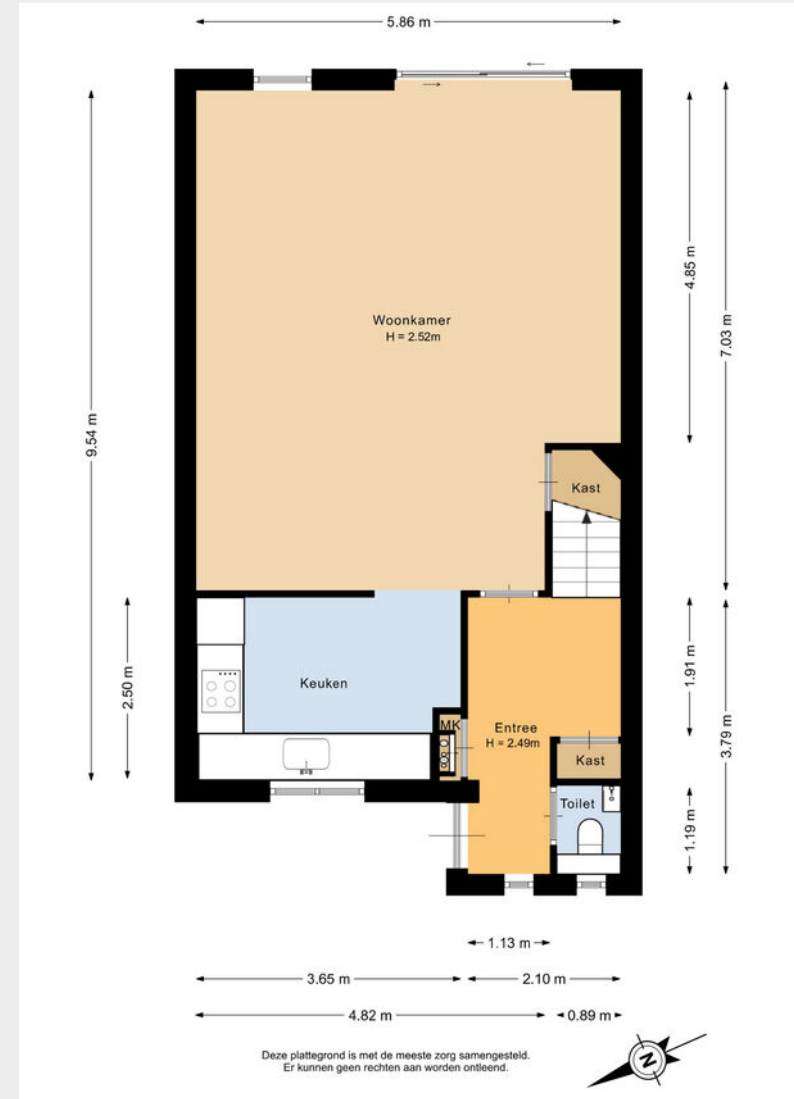 5.86 m
4.85 m
7.03 m
Woonkamer
H = 2.52m
9.54 m
Kast
2.50 m
Keuken
1.91 m
MK
Entree
H = 2.49m
3.79 m
Kast
Toilet
1.19 m
1.13 m
3.65 m
2.10 m
4.82 m
0.89 m
Deze plattegrond is met de meeste zorg samengesteld.
Er kunnen geen rechten aan worden ontleend.
N